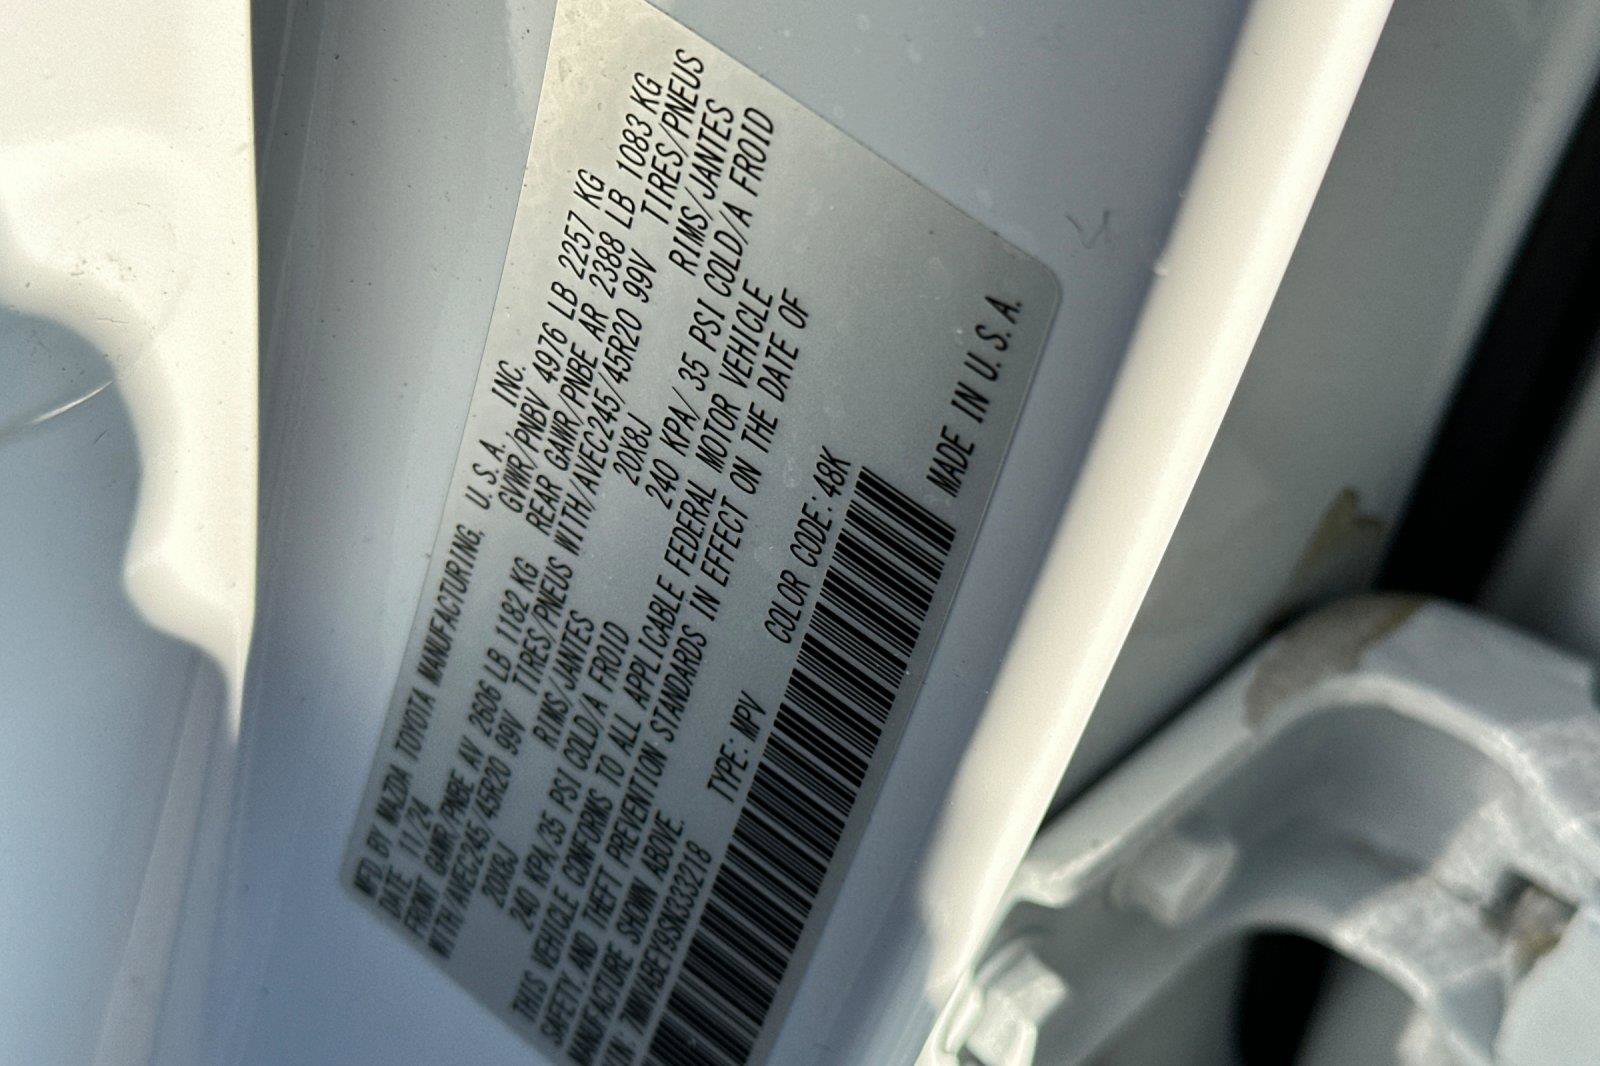 MFD. BY MAZDA TOYOTA MANUFACTURING, U.S.A. INC.
DATE 11/24 GVWR/PNBV 4976 LB 2257 KG
FRONT GAWR/PNBE AV 2606 LB 1182 KG REAR GAWR/PNBE AR 2388 LB 1083 KG
WITH/AVEC245/45R20 99V TIRES/PNEUS WITH/AVEC245/45R20 99V TIRES/PNEUS
20X8J RIMS/JANTES 20X8J RIMS/JANTES
240 KPA/35 PSI COLD/A FROID 240 KPA/35 PSI COLD/A FROID
THIS VEHICLE CONFORMS TO ALL APPLICABLE FEDERAL MOTOR VEHICLE
SAFETY, AND THEFT PREVENTION STANDARDS IN EFFECT ON THE DATE OF
MANUFACTURE SHOWN ABOVE.
7MMVABEY9SN333218 TYPE: MPV COLOR CODE: 48K
MADE IN U.S.A.